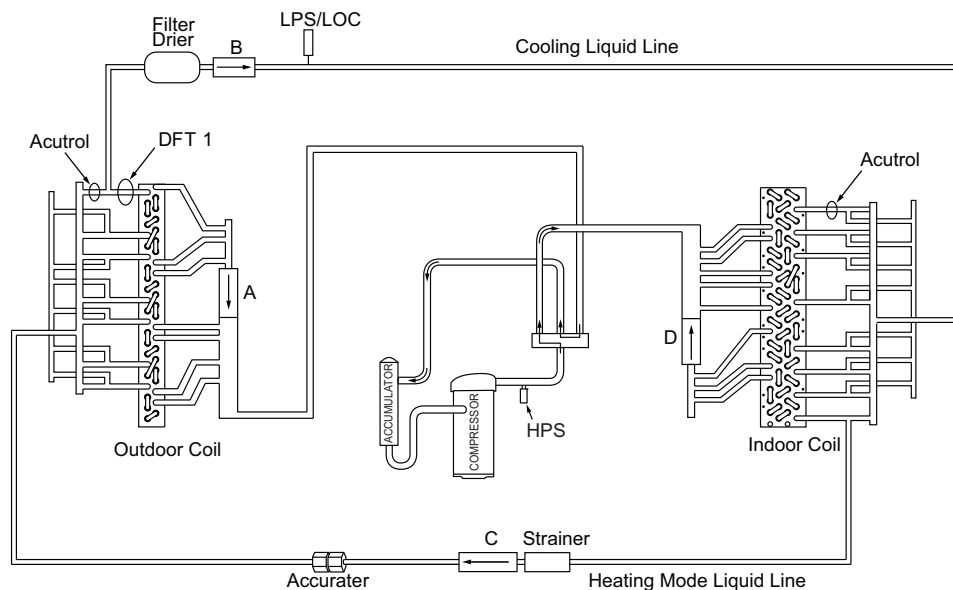 LPS/LOC
Filter
Drier
B
Cooling Liquid Line
Acutrol
DFT 1
Acutrol
A
D
ACCUMULATOR
COMPRESSOR
HPS
Outdoor Coil
Indoor Coil
C
Strainer
Accurater
Heating Mode Liquid Line